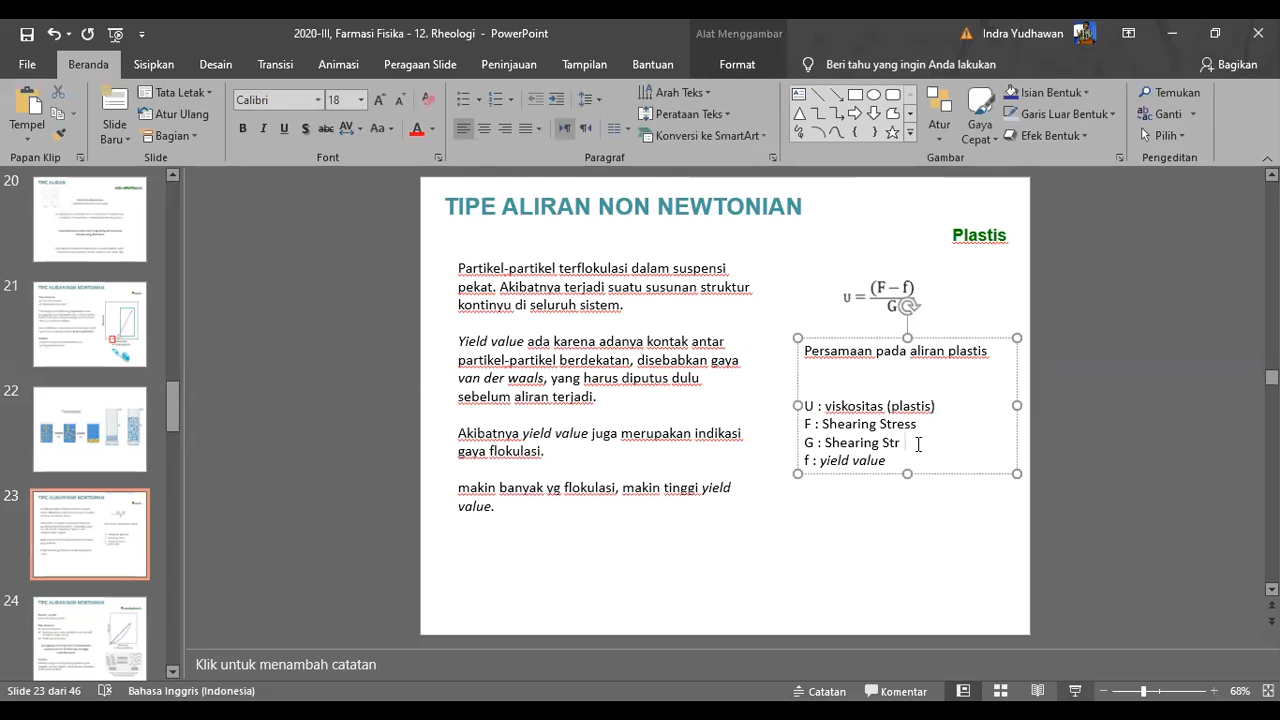 2020-III, Farmasi Fisika - 12. Rheologi - PowerPoint
Alat Menggambar
Indra Yudhawan
File
Beranda
Sisipkan
Desain
Transisi
Animasi
Peragaan Slide
Peninjauan
Tampilan
Bantuan
Format
Beri tahu yang ingin Anda lakukan
Bagikan
Tempel
Papan Klip
Slide Baru
Tata Letak
Atur Ulang
Bagian
Slide
Calibri
18
Font
Arah Teks
Perataan Teks
Konversi ke SmartArt
Paragraf
Atur
Gaya Cepat
Isian Bentuk
Garis Luar Bentuk
Efek Bentuk
Gambar
Temukan
Ganti
Pilih
Pengeditan
20
21
22
23
24
TIPE ALIRAN NON NEWTONIAN
Plastis
Partikel-partikel terflokulasi dalam suspensi
pekat biasanya terjadi suatu susunan struktur
baru di seluruh sistem.
Yield value ada karena adanya kontak antar
partikel-partikel berdekatan, disebabkan gaya
van der waals, yang harus diputus dulu
sebelum aliran terjadi.
Akibatnya yield value juga merupakan indikasi
gaya flokulasi.
makin banyak yg flokulasi, makin tinggi yield
value.
υ = (F − f)
G
Persamaan pada aliran plastis
U : viskositas (plastis)
F : Shearing Stress
G : Shearing Str
f : yield value
Klik untuk menambah catatan
Slide 23 dari 46
Bahasa Inggris (Indonesia)
Catatan
Komentar
68%